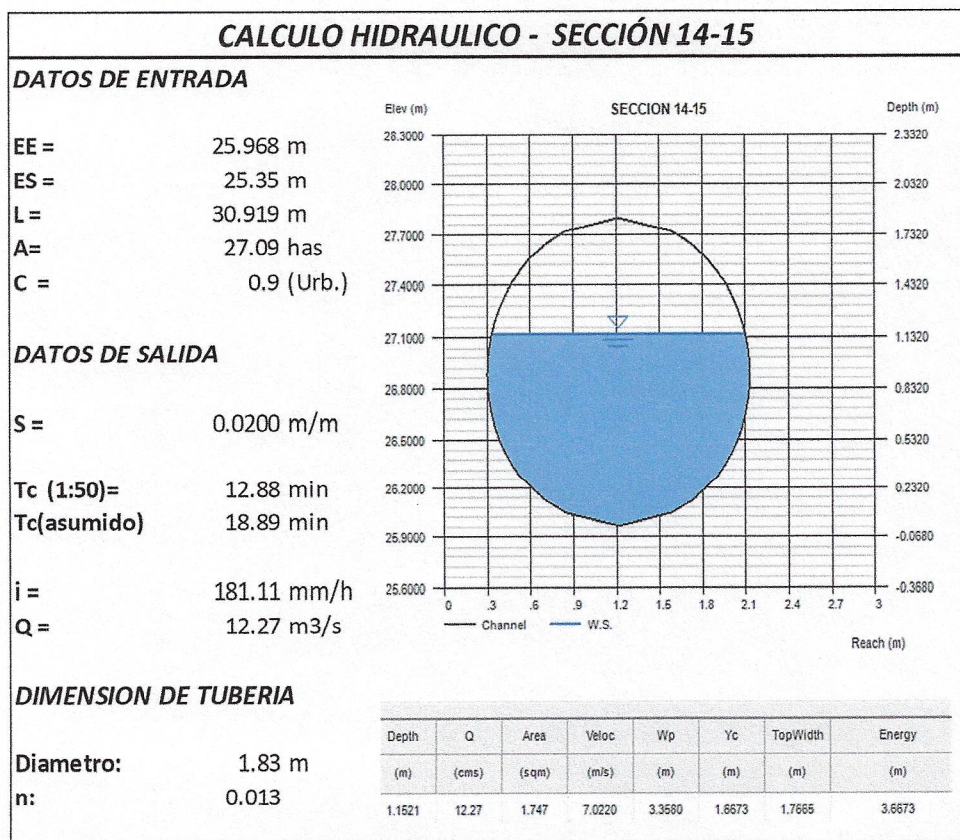 CALCULO HIDRAULICO - SECCIÓN 14-15
DATOS DE ENTRADA
EE = 25.968 m
ES = 25.35 m
L = 30.919 m
A= 27.09 has
C = 0.9 (Urb.)
DATOS DE SALIDA
S = 0.0200 m/m
Tc (1:50)= 12.88 min
Tc(asumido) 18.89 min
i = 181.11 mm/h
Q = 12.27 m3/s
DIMENSION DE TUBERIA
Diametro: 1.83 m
n: 0.013
Elev (m) SECCION 14-15 Depth (m)
28.3000 2.3320
28.0000 2.0320
27.7000 1.7320
27.4000 1.4320
27.1000 1.1320
26.8000 0.8320
26.5000 0.5320
26.2000 0.2320
25.9000 -0.0680
25.6000 -0.3680
0 .3 .6 .9 1.2 1.5 1.8 2.1 2.4 2.7 3
Channel W.S.
Reach (m)
Depth Q Area Veloc Wp Yc TopWidth Energy
(m) (cms) (sqm) (m/s) (m) (m) (m) (m)
1.1521 12.27 1.747 7.0220 3.3580 1.6673 1.7665 3.6673